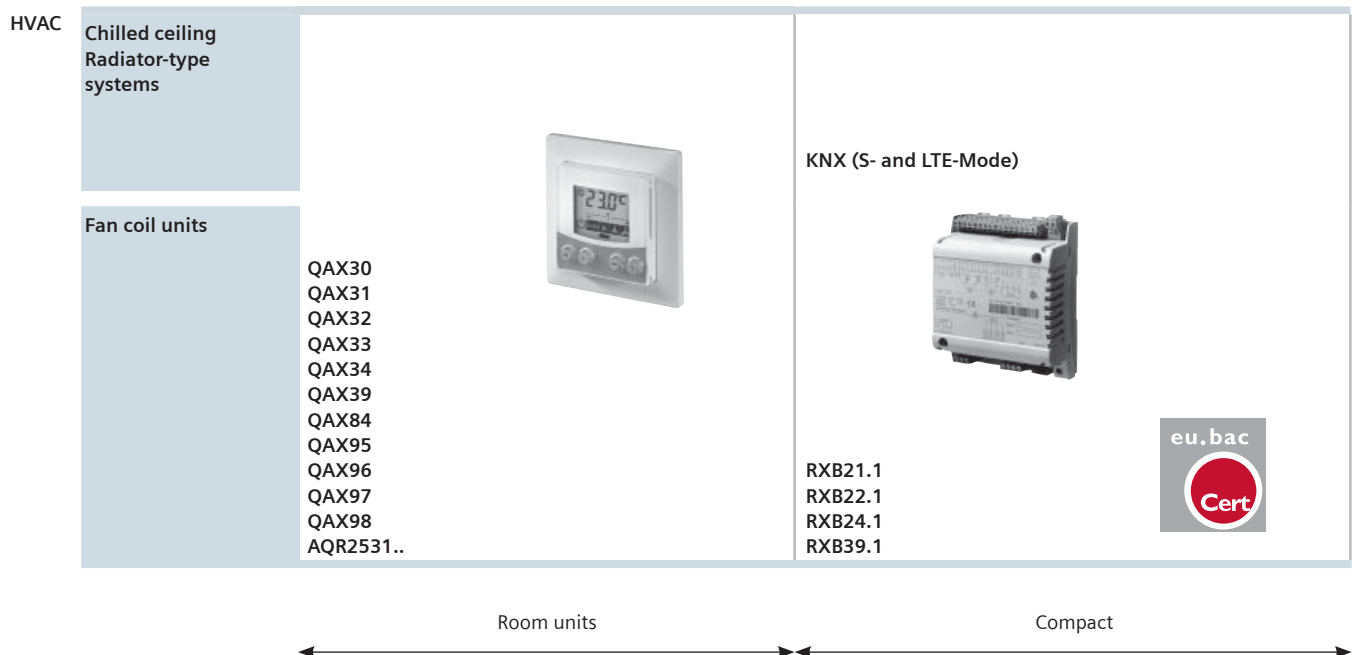 HVAC
Chilled ceiling
Radiator-type
systems
KNX (S- and LTE-Mode)
Fan coil units
23.0°C
QAX30
QAX31
QAX32
QAX33
QAX34
QAX39
QAX84
QAX95
QAX96
QAX97
QAX98
AQR2531..
eu.bac
Cert
RXB21.1
RXB22.1
RXB24.1
RXB39.1
Room units
Compact